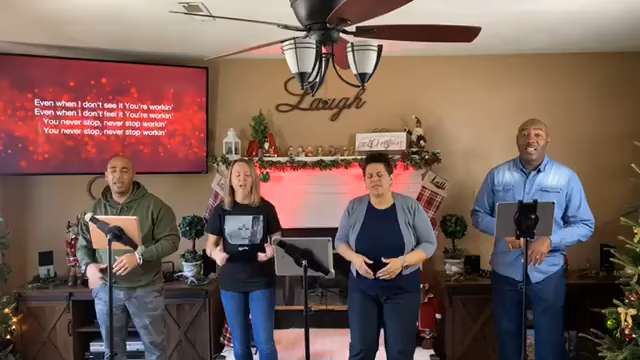 Even when I don't see it You're workin'
Even when I don't feel it You're workin'
You never stop, never stop workin'
You never stop, never stop workin'
Laugh
Christmas